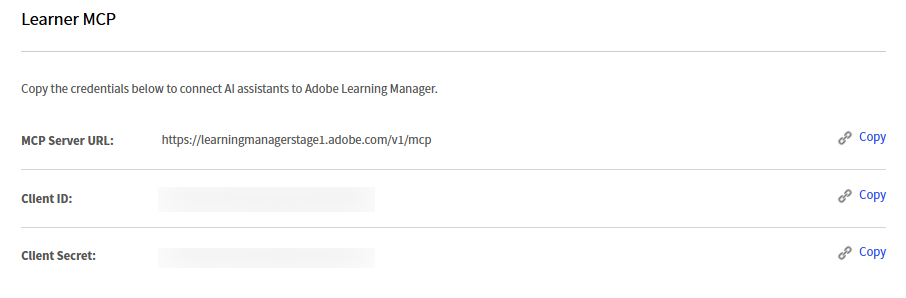 Learner MCP
Copy the credentials below to connect AI assistants to Adobe Learning Manager.
MCP Server URL: https://learningmanagerstage1.adobe.com/v1/mcp Copy
Client ID: Copy
Client Secret: Copy